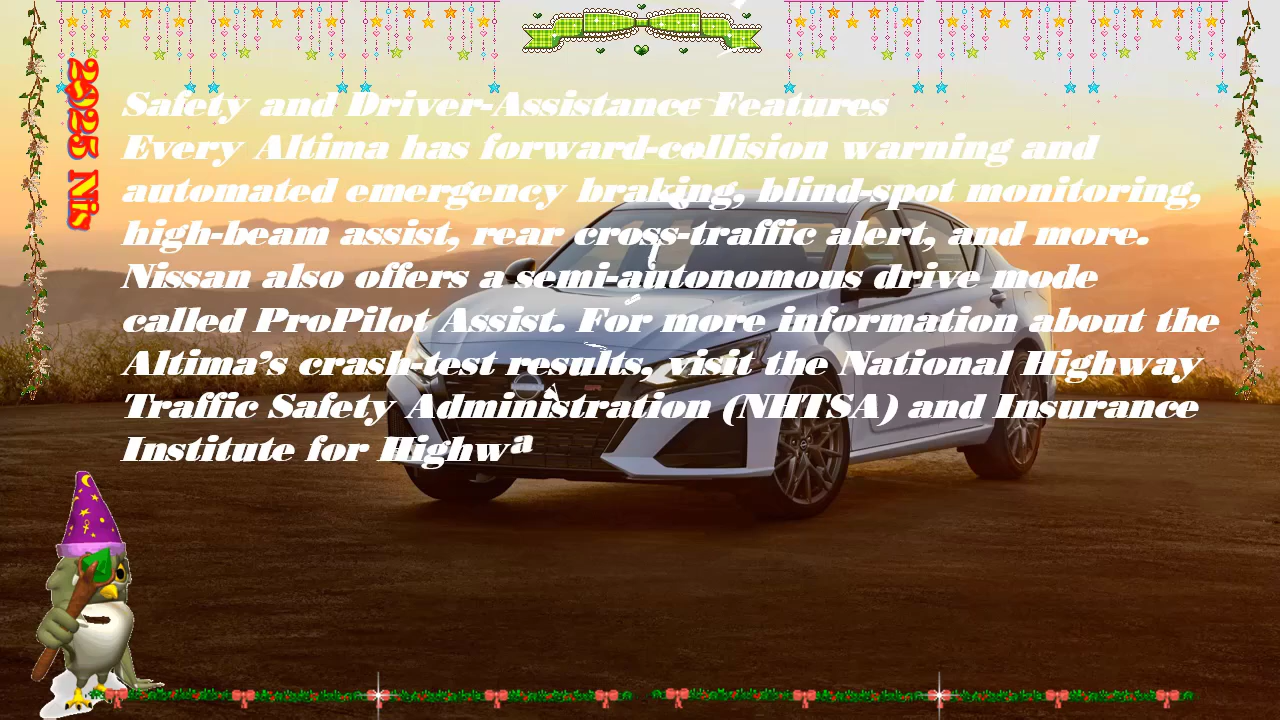 2025 Nis
Safety and Driver-Assistance Features
Every Altima has forward-collision warning and
automated emergency braking, blind-spot monitoring,
high-beam assist, rear cross-traffic alert, and more.
Nissan also offers a semi-autonomous drive mode
called ProPilot Assist. For more information about the
Altima’s crash-test results, visit the National Highway
Traffic Safety Administration (NHTSA) and Insurance
Institute for Highwa